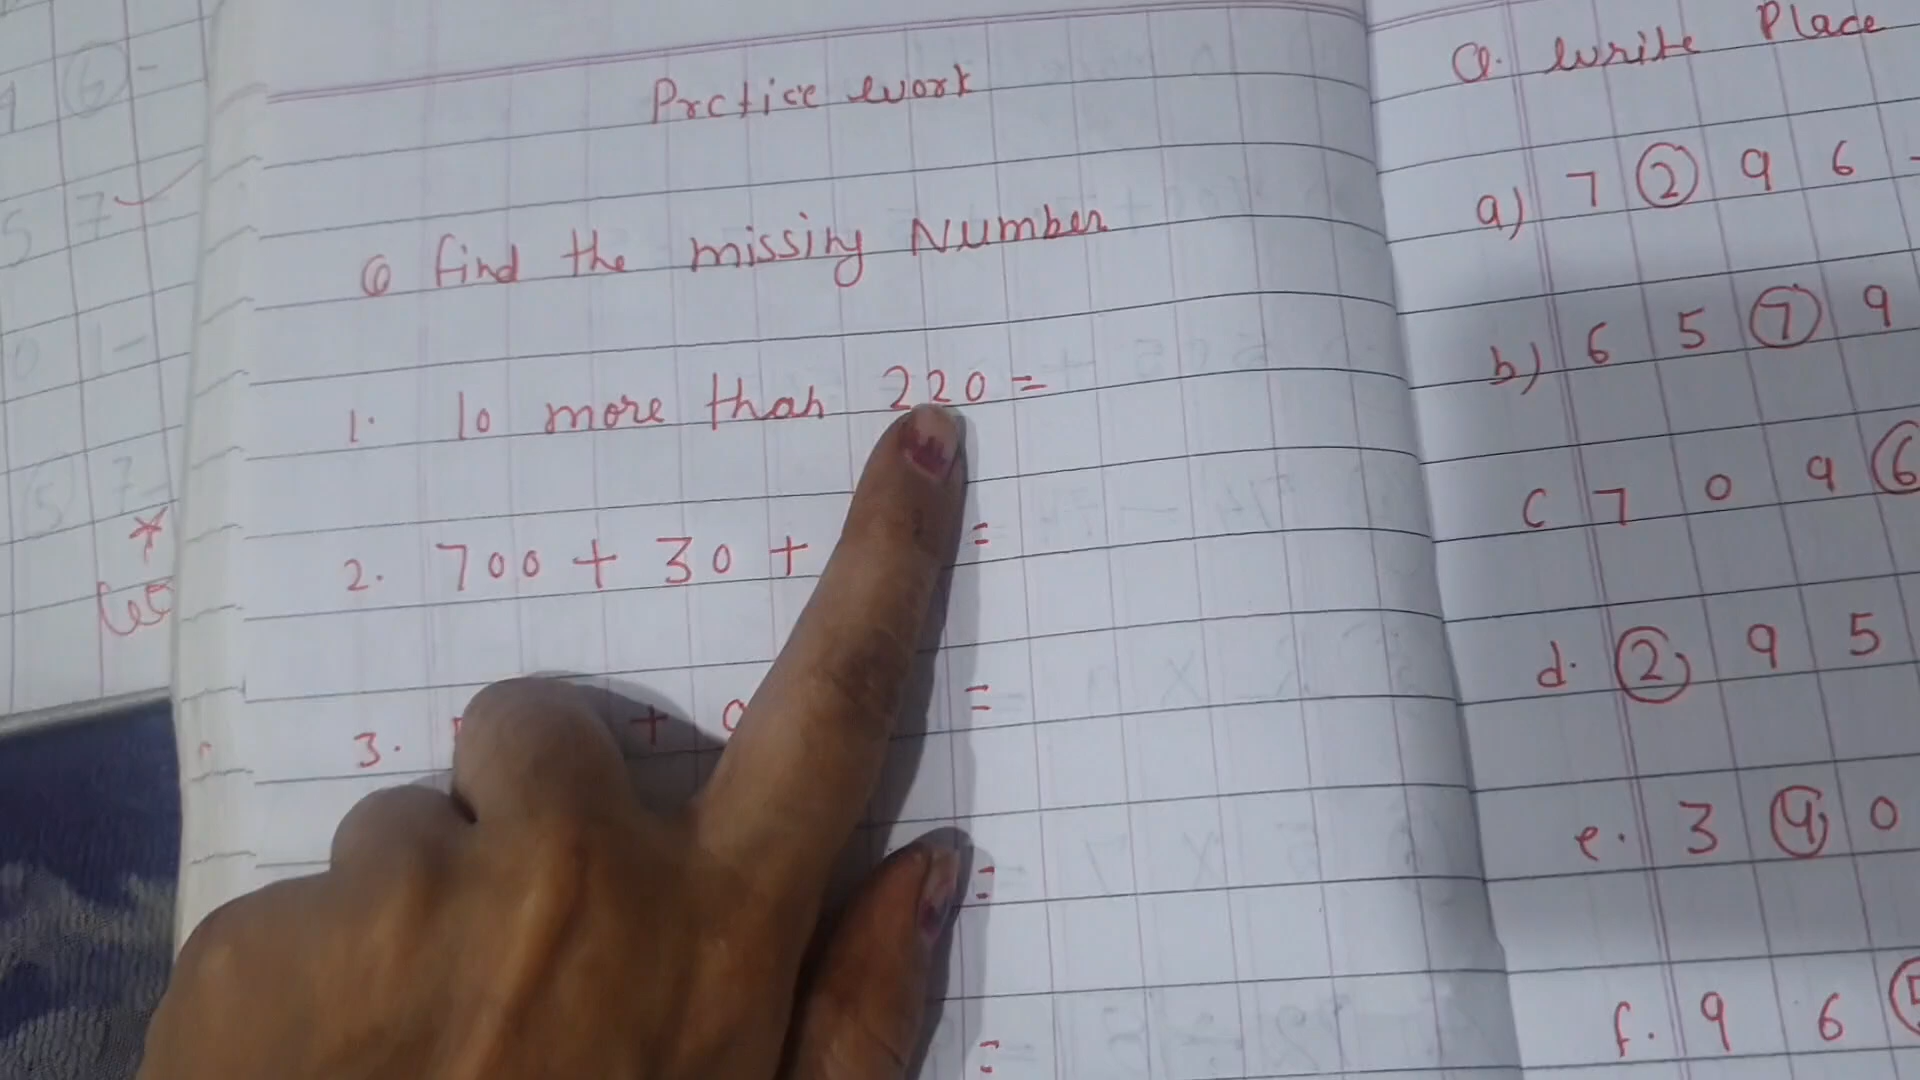 Prctice work
Q find the missing Number
1. 10 more than 220 =
2. 700 + 30 + =
3. + =
=
=
Q. write Place
a) 7 2 9 6 -
b) 6 5 7 9
c 7 0 9 6
d. 2 9 5
e. 3 9 0
f. 9 6